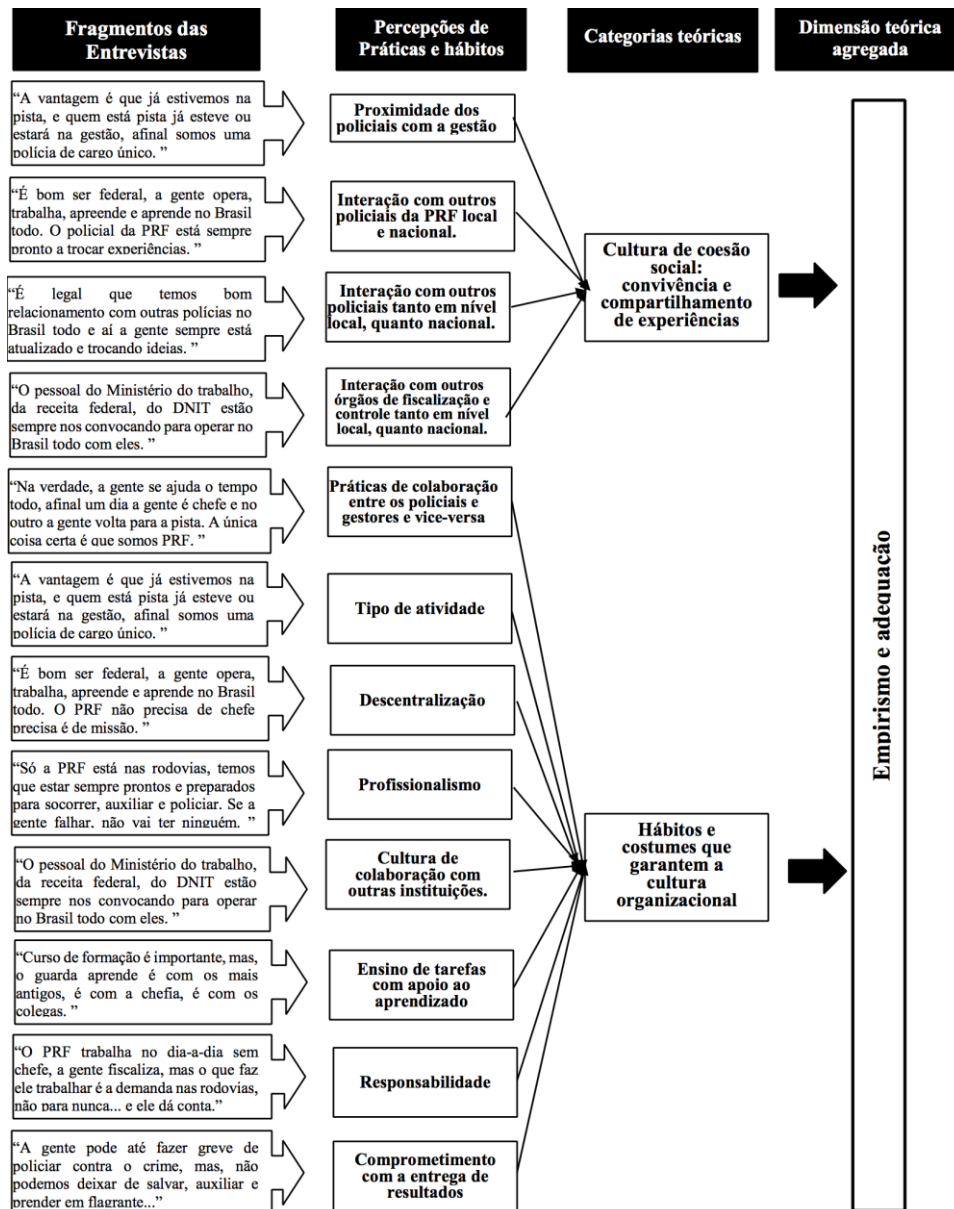 Fragmentos das
Entrevistas
Percepções de
Práticas e hábitos
Categorias teóricas
Dimensão teórica
agregada
“A vantagem é que já estivemos na
pista, e quem está pista já esteve ou
estará na gestão, afinal somos uma
polícia de cargo único. ”
Proximidade dos
policiais com a gestão
“É bom ser federal, a gente opera,
trabalha, apreende e aprende no Brasil
todo. O policial da PRF está sempre
pronto a trocar experiências. ”
Interação com outros
policiais da PRF local
e nacional.
“É legal que temos bom
relacionamento com outras polícias no
Brasil todo e aí a gente sempre está
atualizado e trocando ideias. ”
Interação com outros
policiais tanto em nível
local, quanto nacional.
“O pessoal do Ministério do trabalho,
da receita federal, do DNIT estão
sempre nos convocando para operar no
Brasil todo com eles. ”
Interação com outros
órgãos de fiscalização e
controle tanto em nível
local, quanto nacional.
Cultura de coesão
social:
convivência e
compartilhamento
de experiências
“Na verdade, a gente se ajuda o tempo
todo, afinal um dia a gente é chefe e no
outro a gente volta para a pista. A única
coisa certa é que somos PRF. ”
Práticas de colaboração
entre os policiais e
gestores e vice-versa
“A vantagem é que já estivemos na
pista, e quem está pista já esteve ou
estará na gestão, afinal somos uma
polícia de cargo único. ”
Tipo de atividade
“É bom ser federal, a gente opera,
trabalha, apreende e aprende no Brasil
todo. O PRF não precisa de chefe
precisa é de missão. ”
Descentralização
“Só a PRF está nas rodovias, temos
que estar sempre prontos e preparados
para socorrer, auxiliar e policiar. Se a
gente falhar, não vai ter ninguém. ”
Profissionalismo
“O pessoal do Ministério do trabalho,
da receita federal, do DNIT estão
sempre nos convocando para operar
no Brasil todo com eles. ”
Cultura de
colaboração com
outras instituições.
“Curso de formação é importante, mas,
o guarda aprende é com os mais
antigos, é com a chefia, é com os
colegas. ”
Ensino de tarefas
com apoio ao
aprendizado
“O PRF trabalha no dia-a-dia sem
chefe, a gente fiscaliza, mas o que faz
ele trabalhar é a demanda nas rodovias,
não para nunca... e ele dá conta.”
Responsabilidade
“A gente pode até fazer greve de
policiar contra o crime, mas, não
podemos deixar de salvar, auxiliar e
prender em flagrante...”
Comprometimento
com a entrega de
resultados
Hábitos e
costumes que
garantem a
cultura
organizacional
Empirismo e adequação